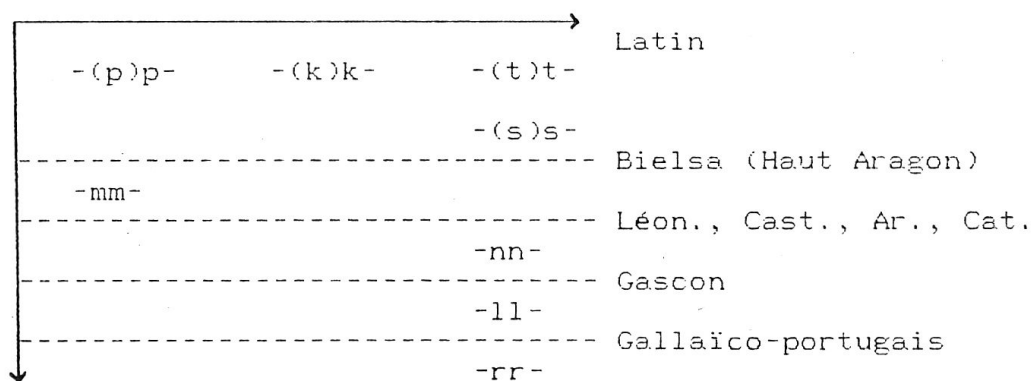 Latin
-(p)p- -(k)k- -(t)t-
-(s)s-
Bielsa (Haut Aragon)
-mm-
Léon., Cast., Ar., Cat.
-nn-
Gascon
-ll-
Gallaïco-portugais
-rr-